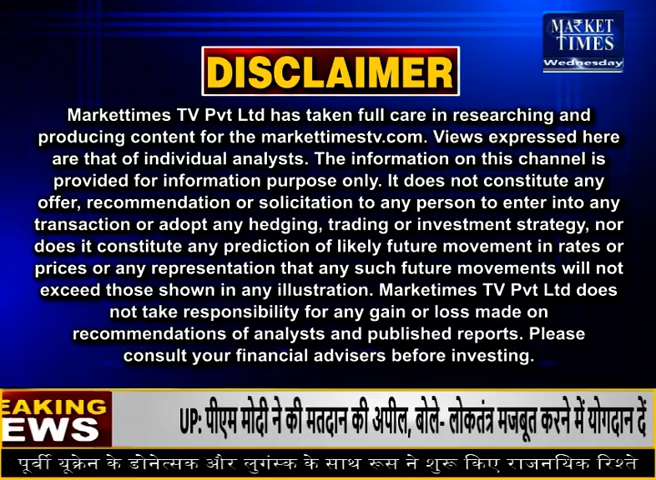 MARKET
TIMES
Wednesday
DISCLAIMER
Markettimes TV Pvt Ltd has taken full care in researching and
producing content for the markettimestv.com. Views expressed here
are that of individual analysts. The information on this channel is
provided for information purpose only. It does not constitute any
offer, recommendation or solicitation to any person to enter into any
transaction or adopt any hedging, trading or investment strategy, nor
does it constitute any prediction of likely future movement in rates or
prices or any representation that any such future movements will not
exceed those shown in any illustration. Marketimes TV Pvt Ltd does
not take responsibility for any gain or loss made on
recommendations of analysts and published reports. Please
consult your financial advisers before investing.
EAKING
EWS
UP: पीएम मोदी ने की मतदान की अपील, बोले- लोकतंत्र मजबूत करने में योगदान दें
पूर्वी यूक्रेन के डोनेत्सक और लुगंस्क के साथ रूस ने शुरू किए राजनयिक रिश्ते